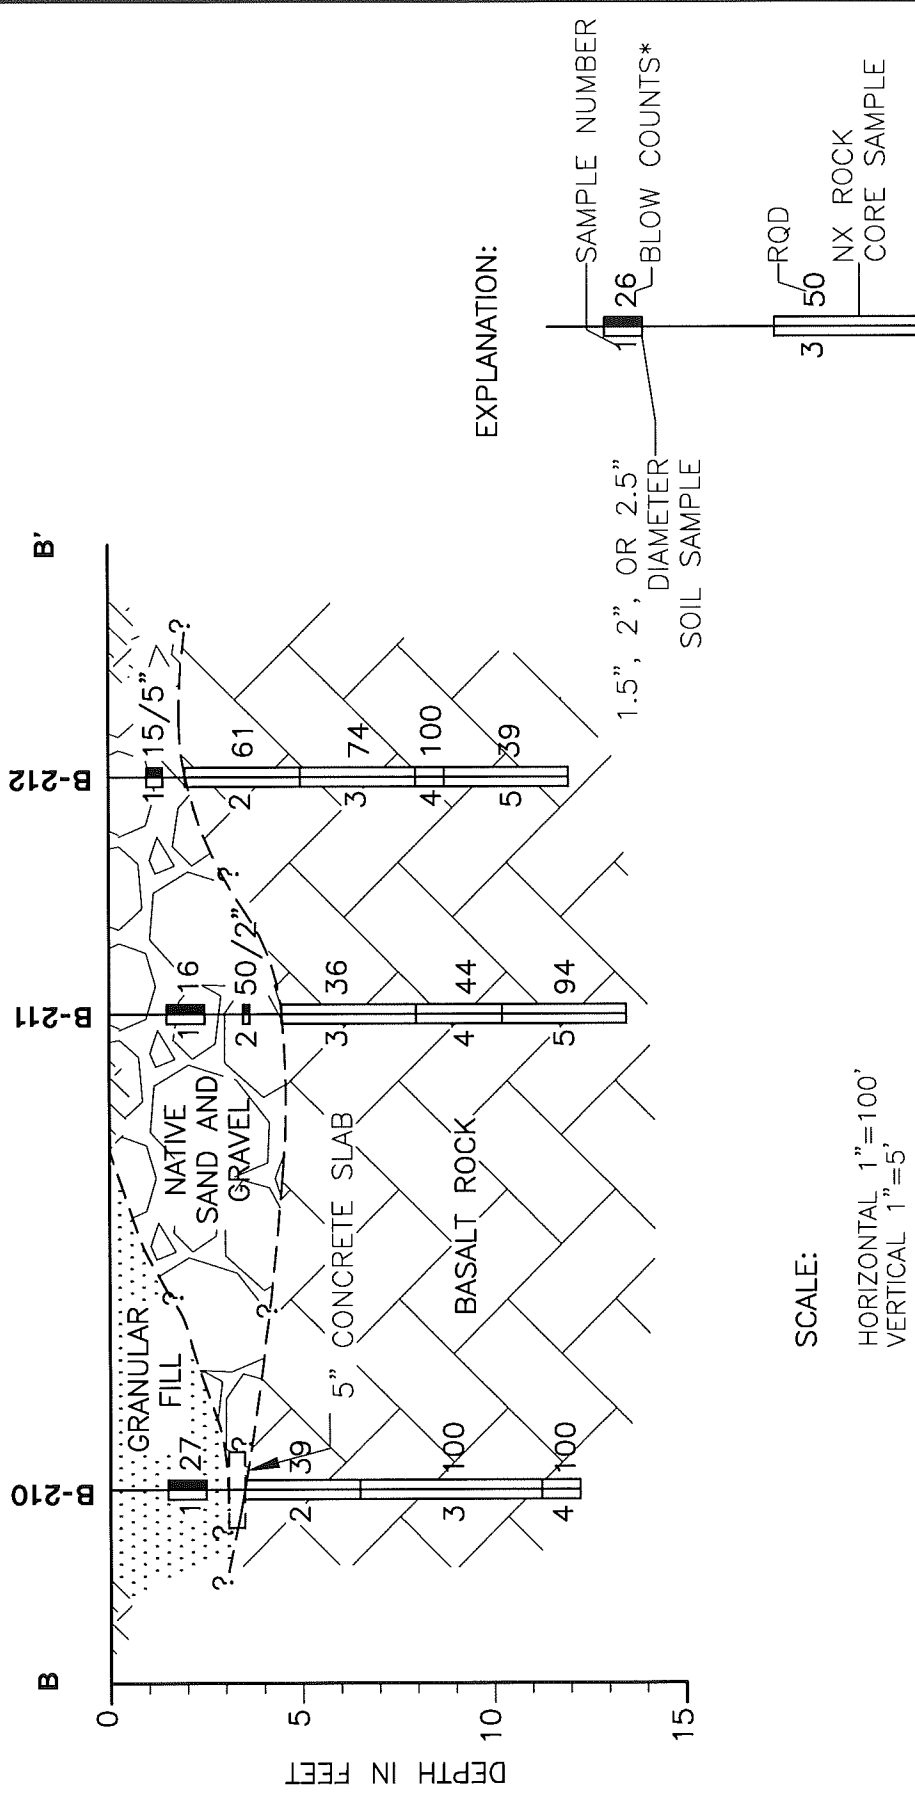 B
B'
B-210
B-211
B-212
0
5
10
15
DEPTH IN FEET
GRANULAR
FILL
NATIVE
SAND AND
GRAVEL
5" CONCRETE SLAB
BASALT ROCK
1 27
2 39
3 100
4 100
1 16
2 50/2"
3 36
4 44
5 94
1 15/5"
2 61
3 74
4 100
5 39
?
?
?
?
?
?
?
EXPLANATION:
SAMPLE NUMBER
1 26
BLOW COUNTS*
1.5", 2", OR 2.5"
DIAMETER
SOIL SAMPLE
RQD
3 50
NX ROCK
CORE SAMPLE
SCALE:
HORIZONTAL 1"=100'
VERTICAL 1"=5'